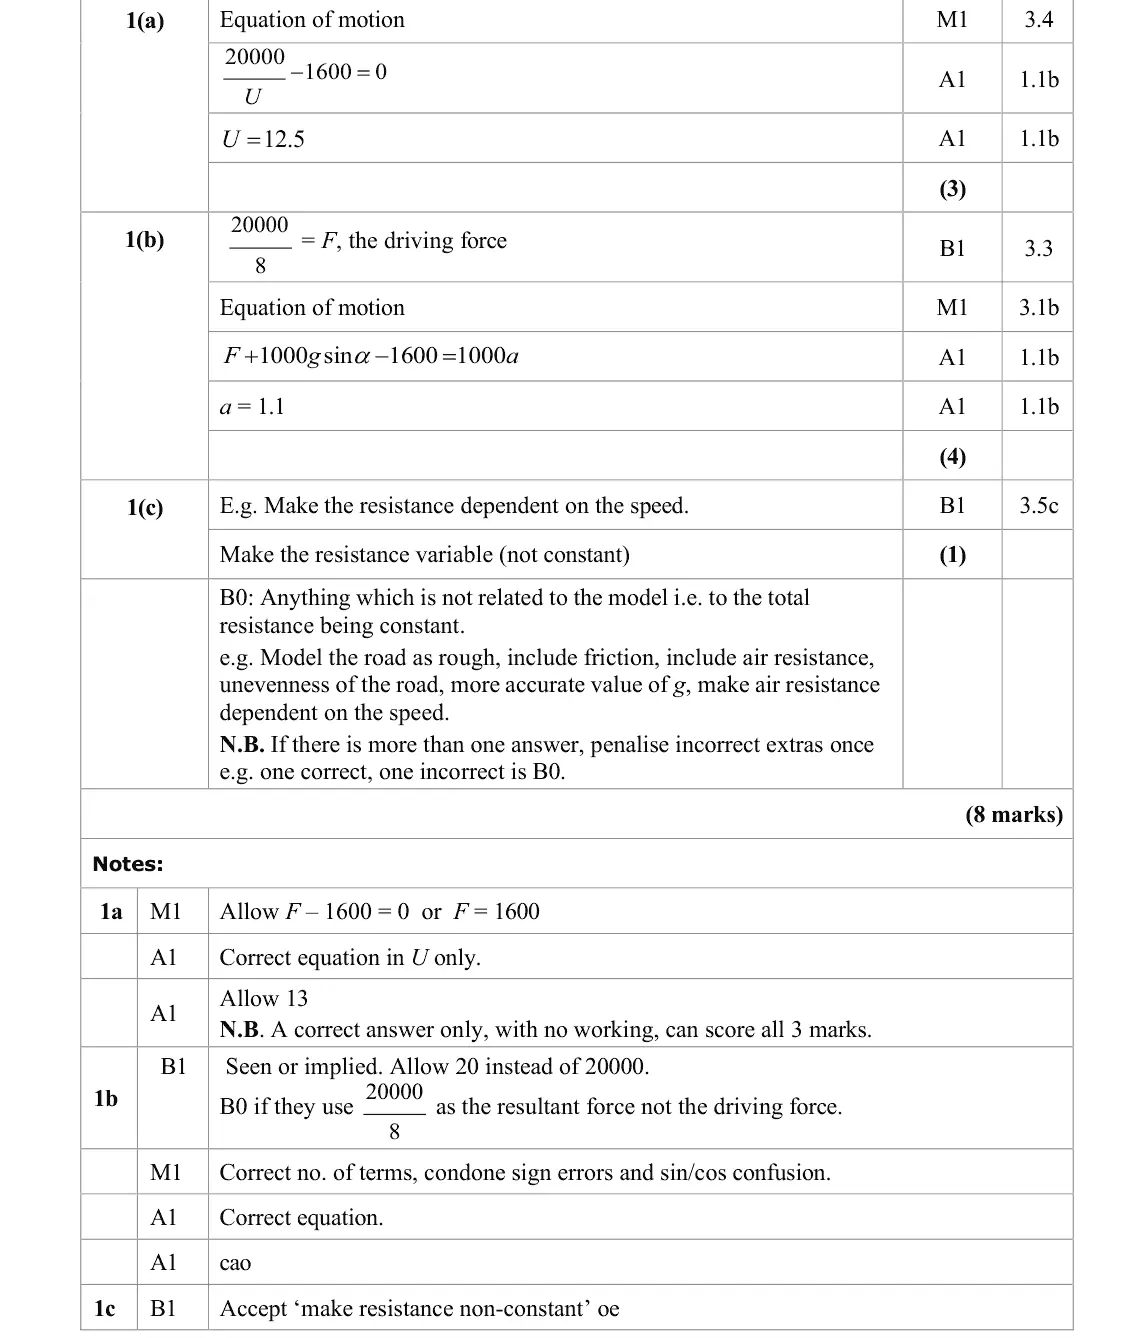 1(a) Equation of motion M1 3.4
20000/U −1600 = 0 A1 1.1b
U = 12.5 A1 1.1b
(3)
1(b) 20000/8 = F, the driving force B1 3.3
Equation of motion M1 3.1b
F +1000g sin α −1600 =1000a A1 1.1b
a = 1.1 A1 1.1b
(4)
1(c) E.g. Make the resistance dependent on the speed. B1 3.5c
Make the resistance variable (not constant) (1)
B0: Anything which is not related to the model i.e. to the total
resistance being constant.
e.g. Model the road as rough, include friction, include air resistance,
unevenness of the road, more accurate value of g, make air resistance
dependent on the speed.
N.B. If there is more than one answer, penalise incorrect extras once
e.g. one correct, one incorrect is B0.
(8 marks)
Notes:
1a M1 Allow F – 1600 = 0 or F = 1600
A1 Correct equation in U only.
A1 Allow 13
N.B. A correct answer only, with no working, can score all 3 marks.
1b B1 Seen or implied. Allow 20 instead of 20000.
B0 if they use 20000/8 as the resultant force not the driving force.
M1 Correct no. of terms, condone sign errors and sin/cos confusion.
A1 Correct equation.
A1 cao
1c B1 Accept ‘make resistance non-constant’ oe